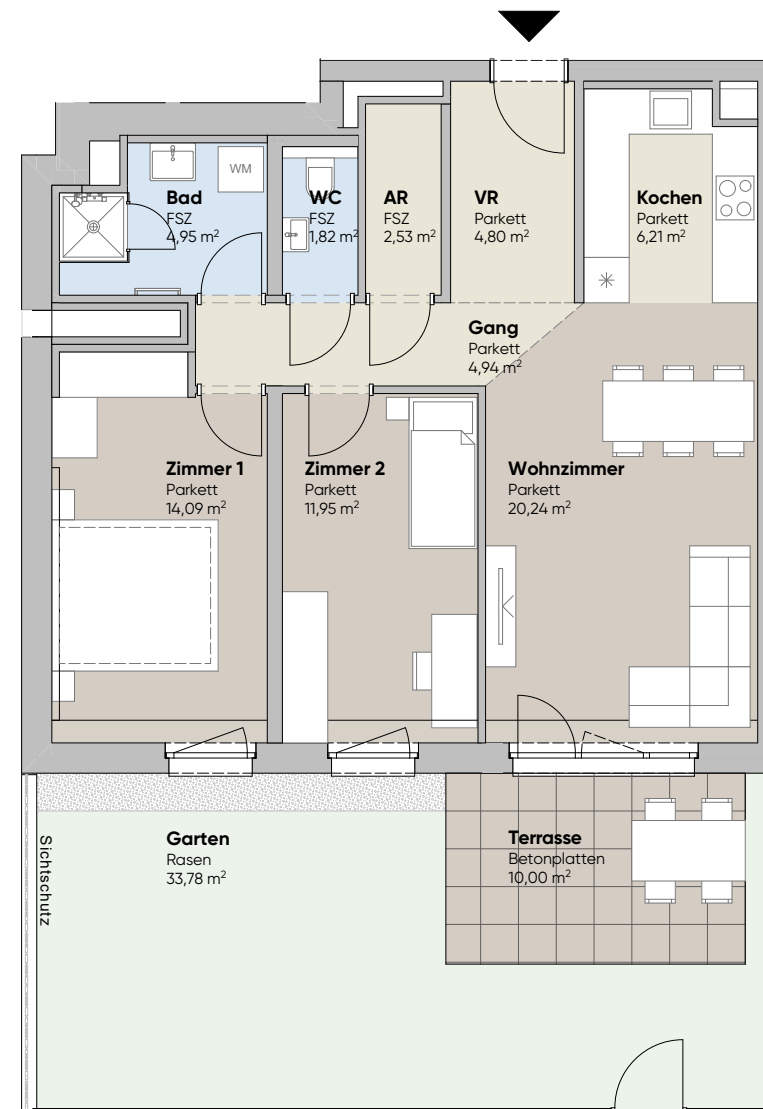 WM
Bad
FSZ
4,95 m²
WC
FSZ
1,82 m²
AR
FSZ
2,53 m²
VR
Parkett
4,80 m²
Kochen
Parkett
6,21 m²
Gang
Parkett
4,94 m²
Zimmer 1
Parkett
14,09 m²
Zimmer 2
Parkett
11,95 m²
Wohnzimmer
Parkett
20,24 m²
Sichtschutz
Garten
Rasen
33,78 m²
Terrasse
Betonplatten
10,00 m²